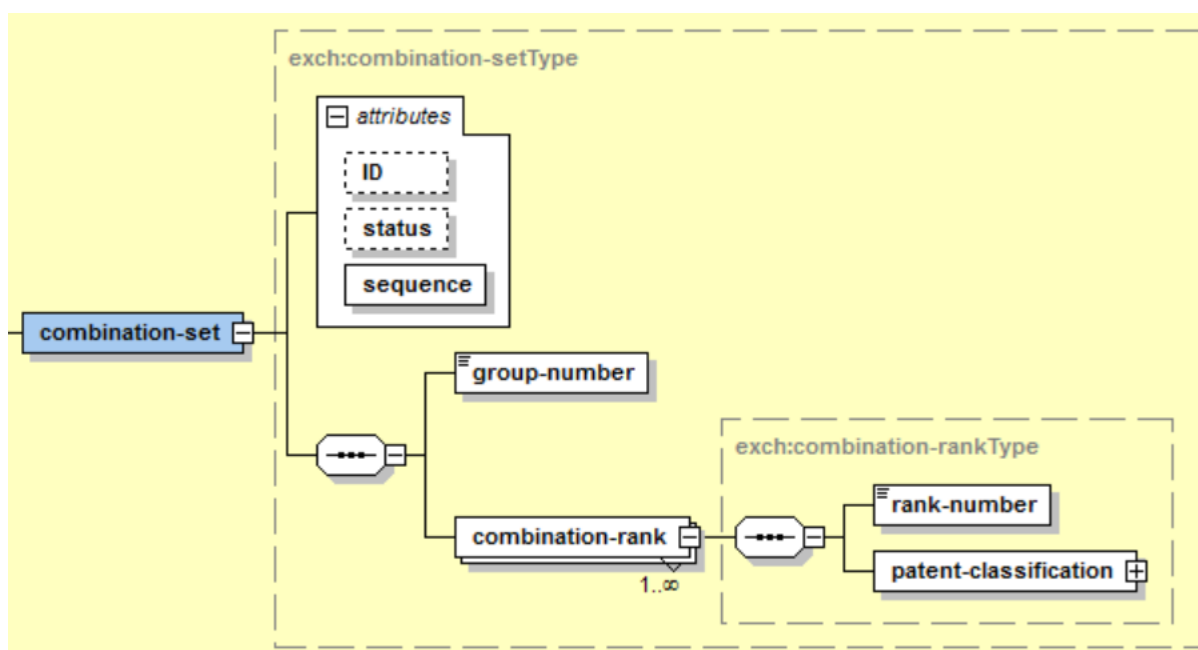 exch:combination-setType
attributes
ID
status
sequence
combination-set
group-number
exch:combination-rankType
rank-number
combination-rank
patent-classification
1..∞